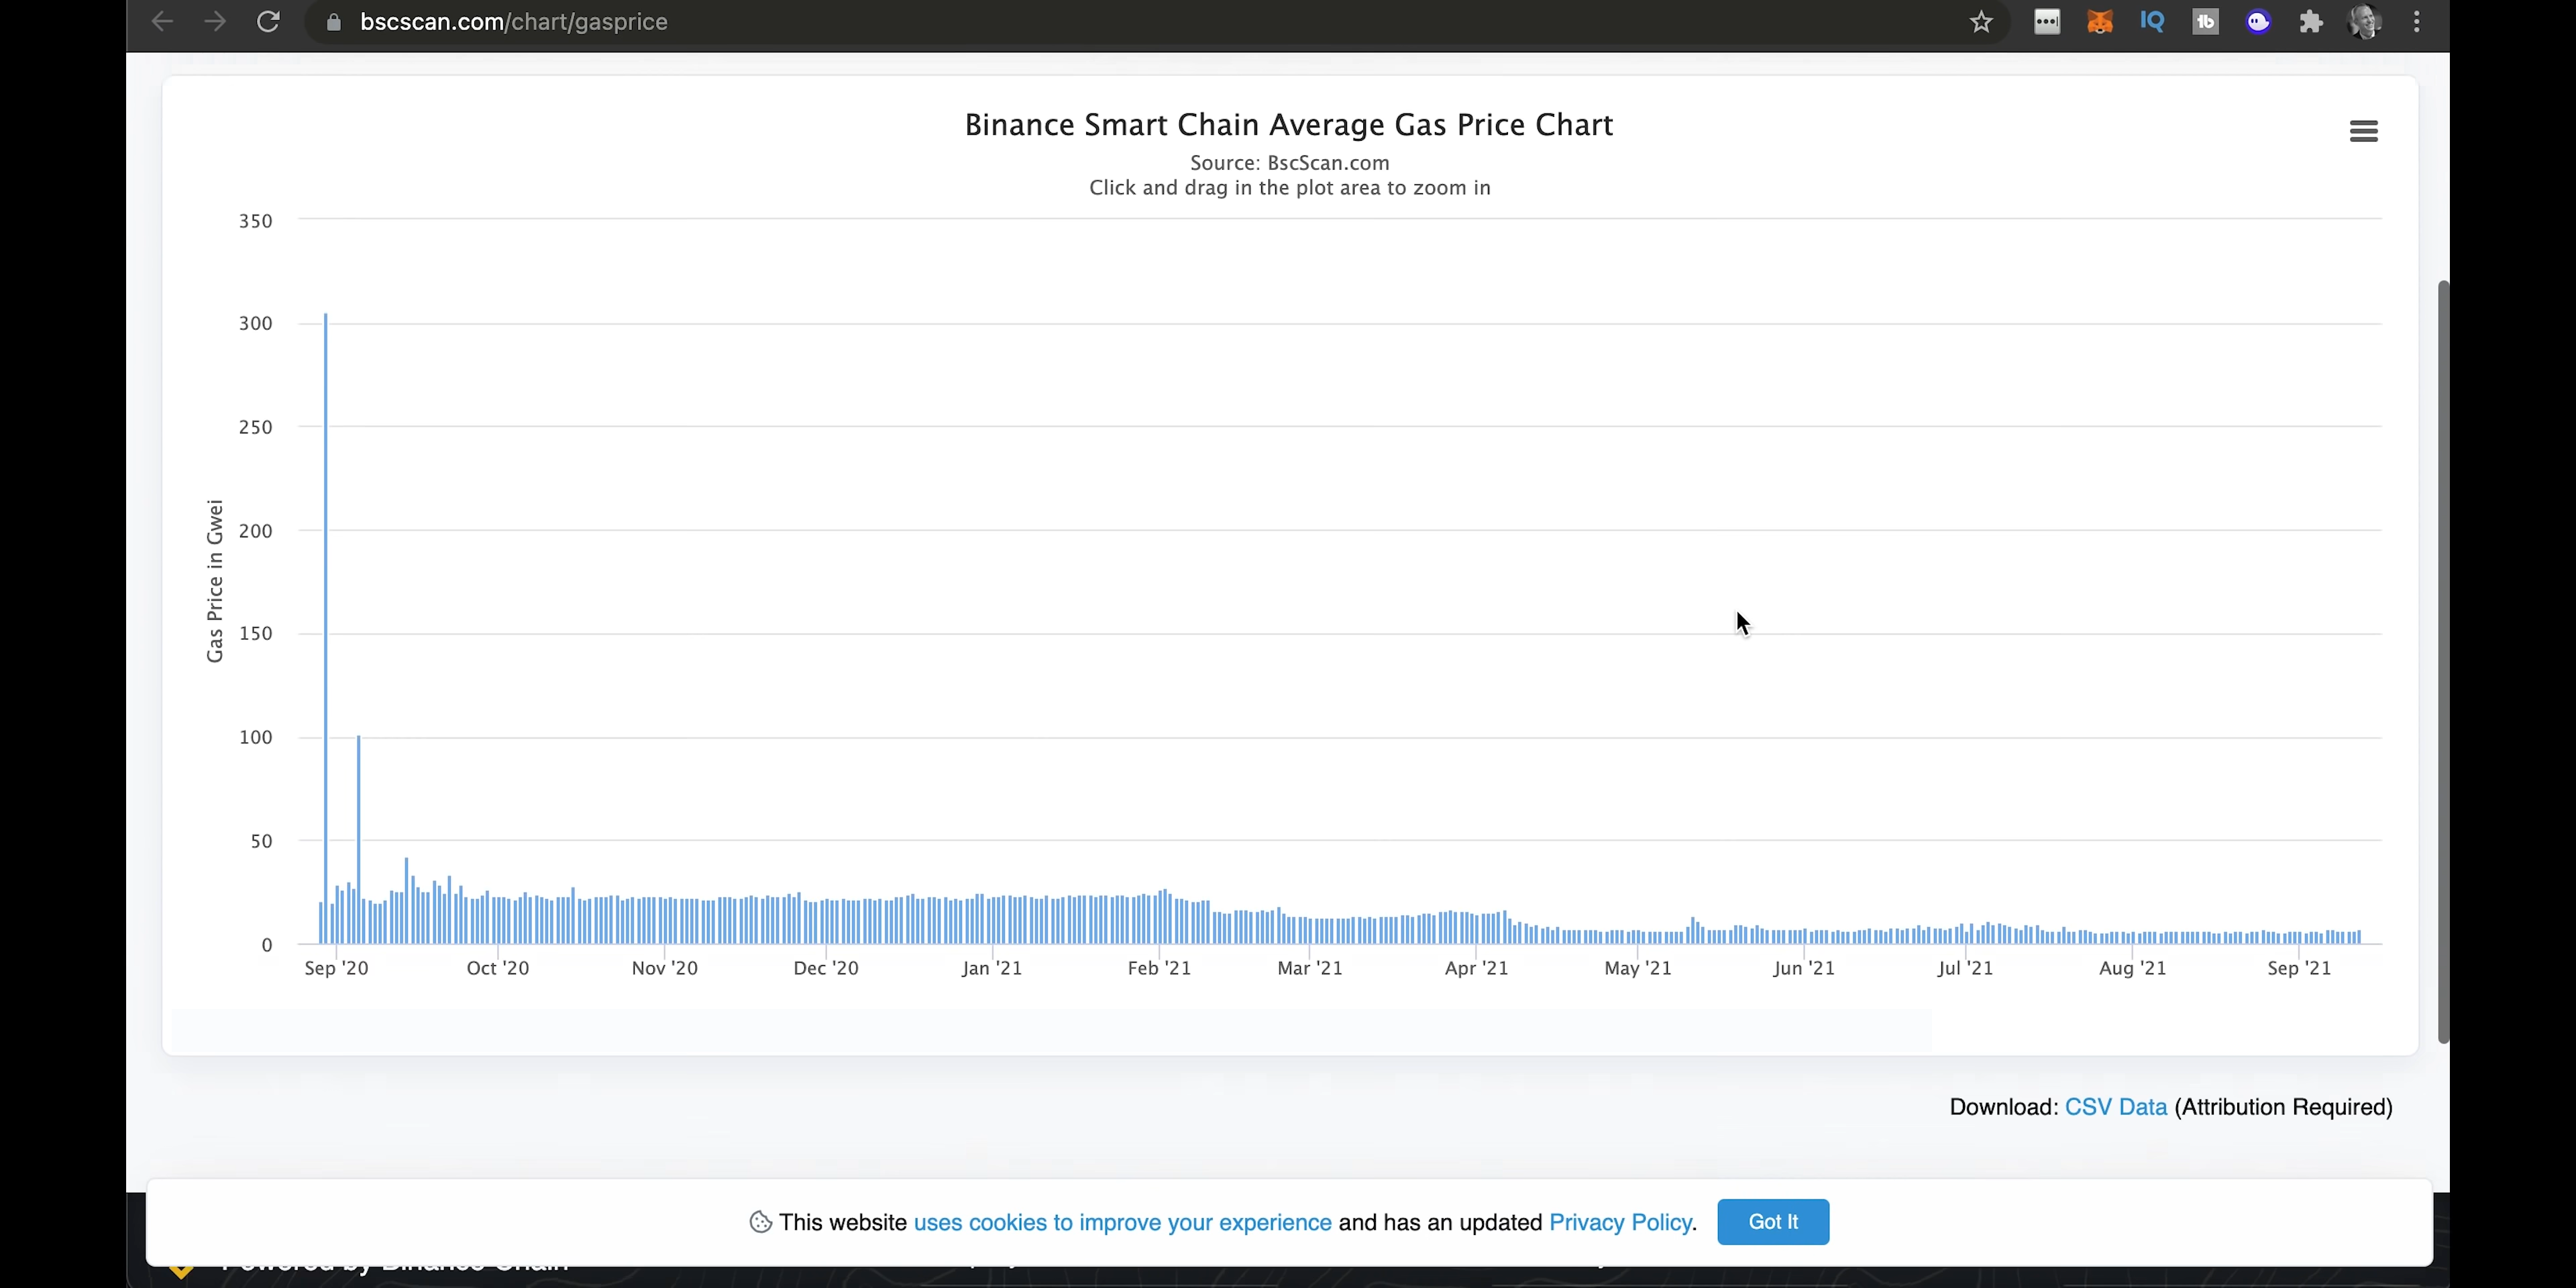 bscscan.com/chart/gasprice
IQ
tb
Binance Smart Chain Average Gas Price Chart
Source: BscScan.com
Click and drag in the plot area to zoom in
Gas Price in Gwei
350
300
250
200
150
100
50
0
Sep '20 Oct '20 Nov '20 Dec '20 Jan '21 Feb '21 Mar '21 Apr '21 May '21 Jun '21 Jul '21 Aug '21 Sep '21
Download: CSV Data (Attribution Required)
This website uses cookies to improve your experience and has an updated Privacy Policy. Got It
Powered by Binance Chain